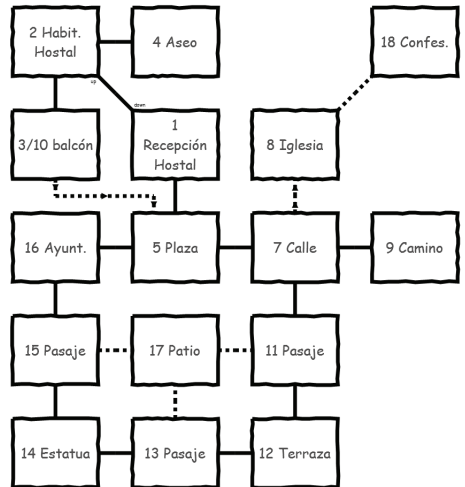 2 Habit.
Hostal
4 Aseo
18 Confes.
up
down
3/10 balcón
1
Recepción
Hostal
8 Iglesia
16 Ayunt.
5 Plaza
7 Calle
9 Camino
15 Pasaje
17 Patio
11 Pasaje
14 Estatua
13 Pasaje
12 Terraza